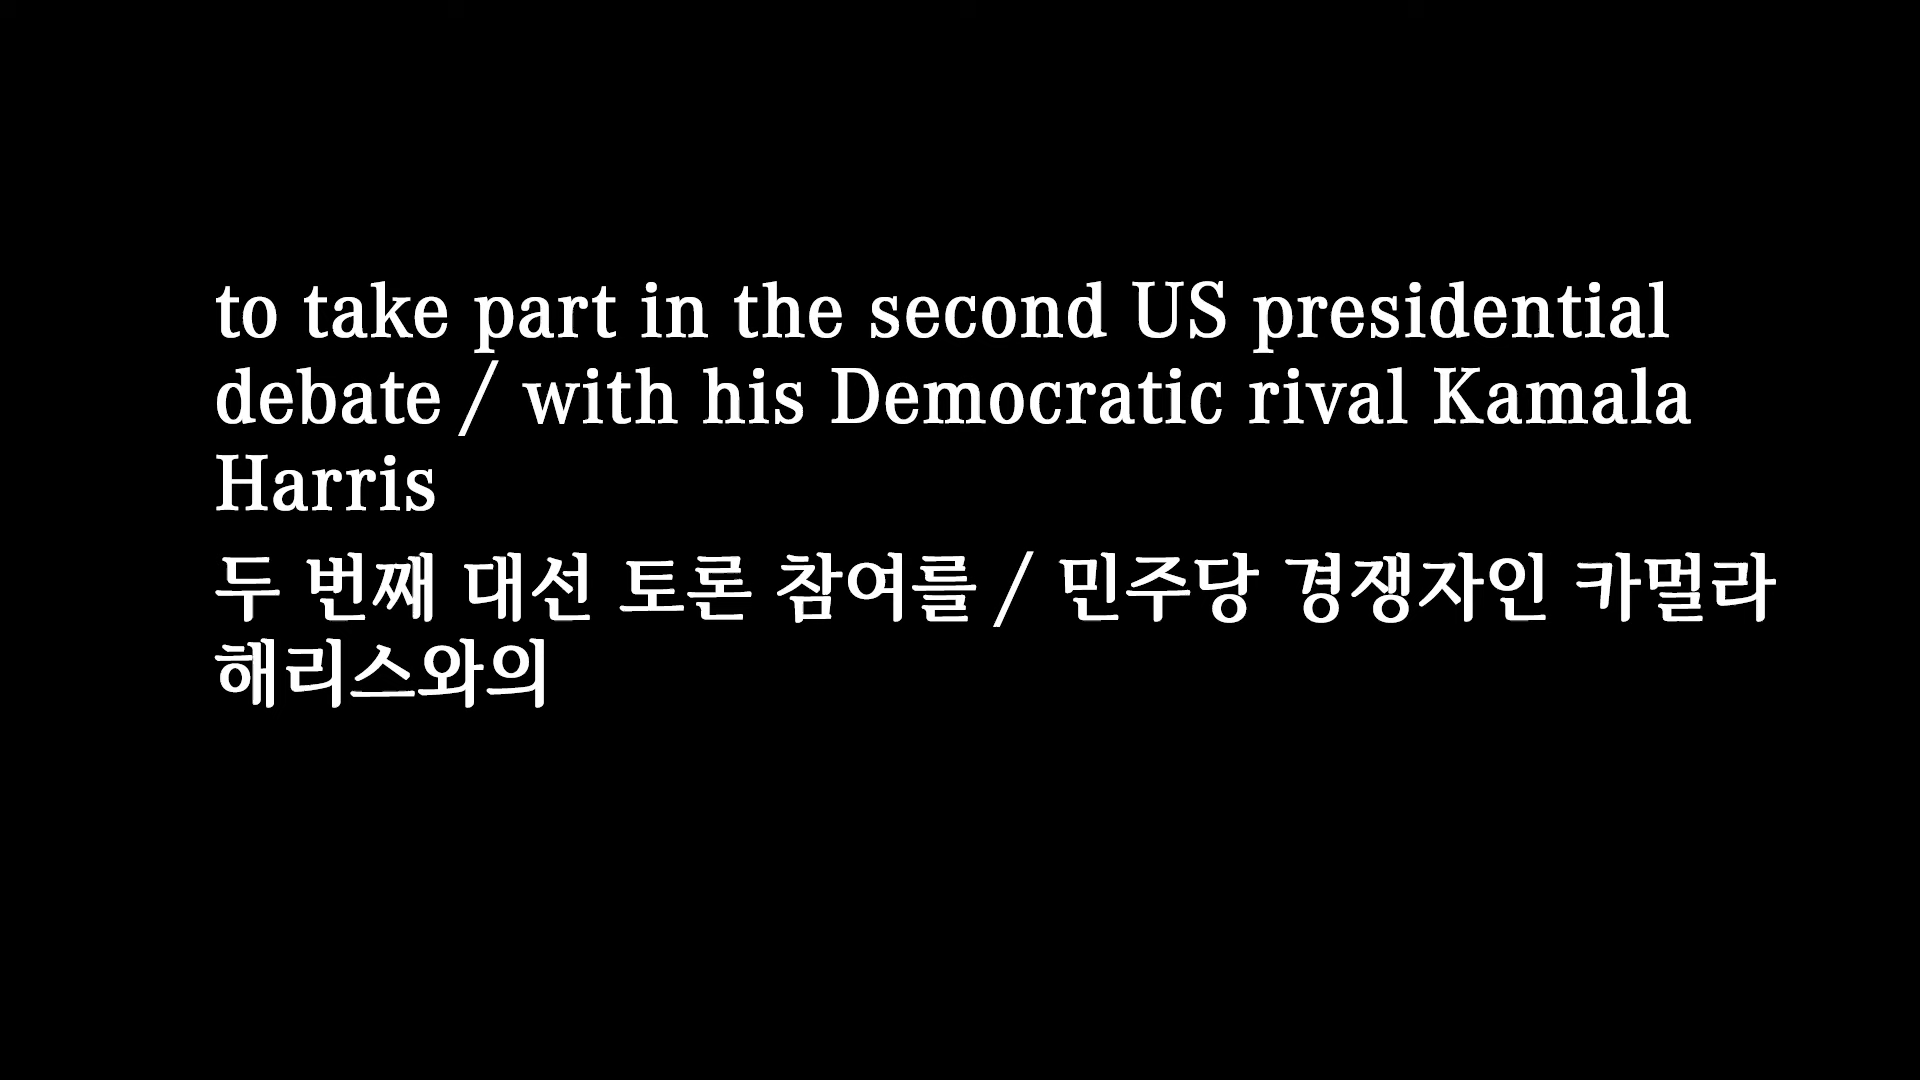 to take part in the second US presidential
debate / with his Democratic rival Kamala
Harris
두 번째 대선 토론 참여를 / 민주당 경쟁자인 카멀라
해리스와의